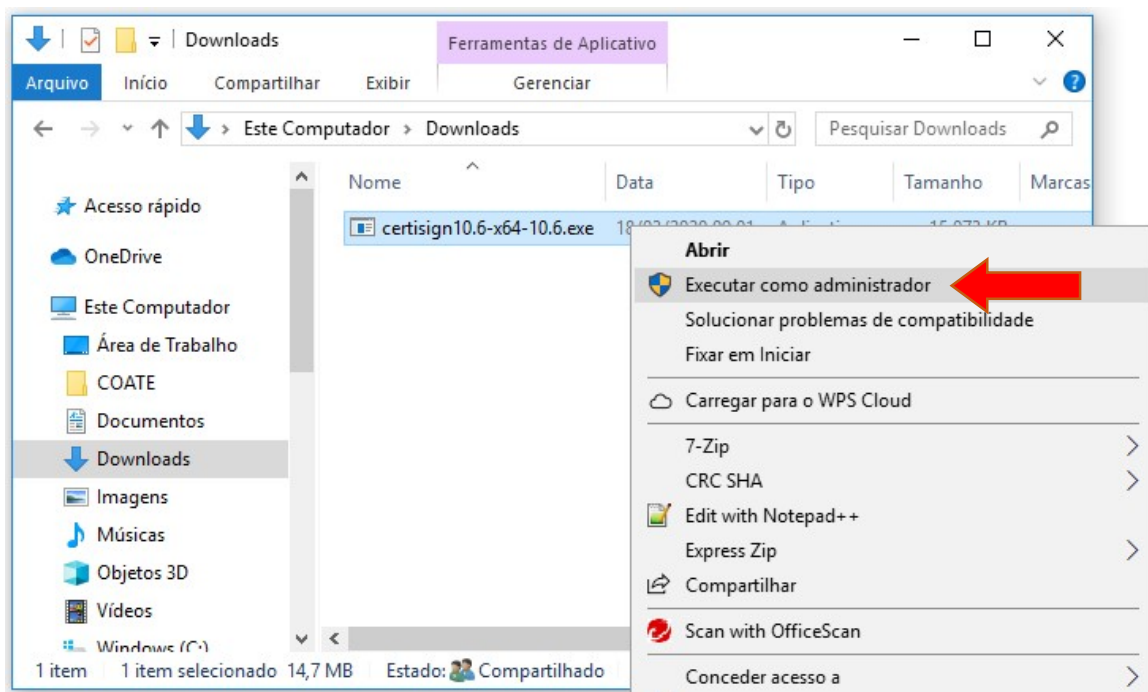 Downloads
Ferramentas de Aplicativo
Arquivo Início Compartilhar Exibir Gerenciar
Este Computador > Downloads
Pesquisar Downloads
Nome Data Tipo Tamanho Marcas
certisign10.6-x64-10.6.exe
Acesso rápido
OneDrive
Este Computador
Área de Trabalho
COATE
Documentos
Downloads
Imagens
Músicas
Objetos 3D
Vídeos
Windows (C:)
1 item 1 item selecionado 14,7 MB Estado: Compartilhado
Abrir
Executar como administrador
Solucionar problemas de compatibilidade
Fixar em Iniciar
Carregar para o WPS Cloud
7-Zip
CRC SHA
Edit with Notepad++
Express Zip
Compartilhar
Scan with OfficeScan
Conceder acesso a